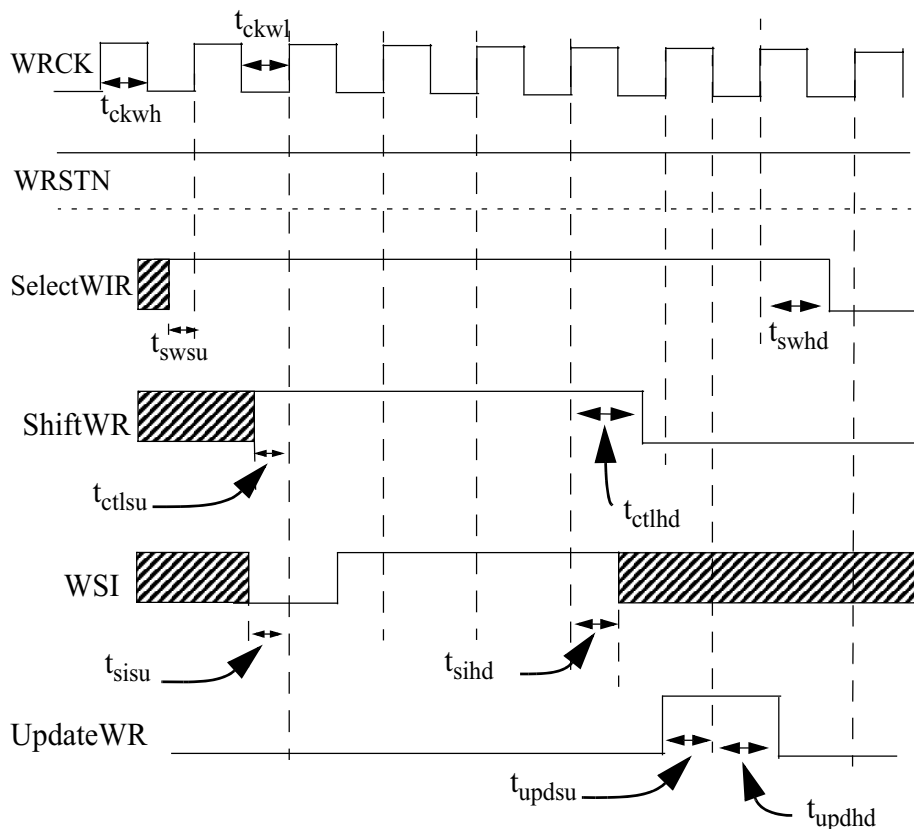 t_ckwl
WRCK
t_ckwh
WRSTN
SelectWIR
t_swsu
t_swhd
ShiftWR
t_ctlsu
t_ctlhd
WSI
t_sisu
t_sihd
UpdateWR
t_updsu
t_updhd